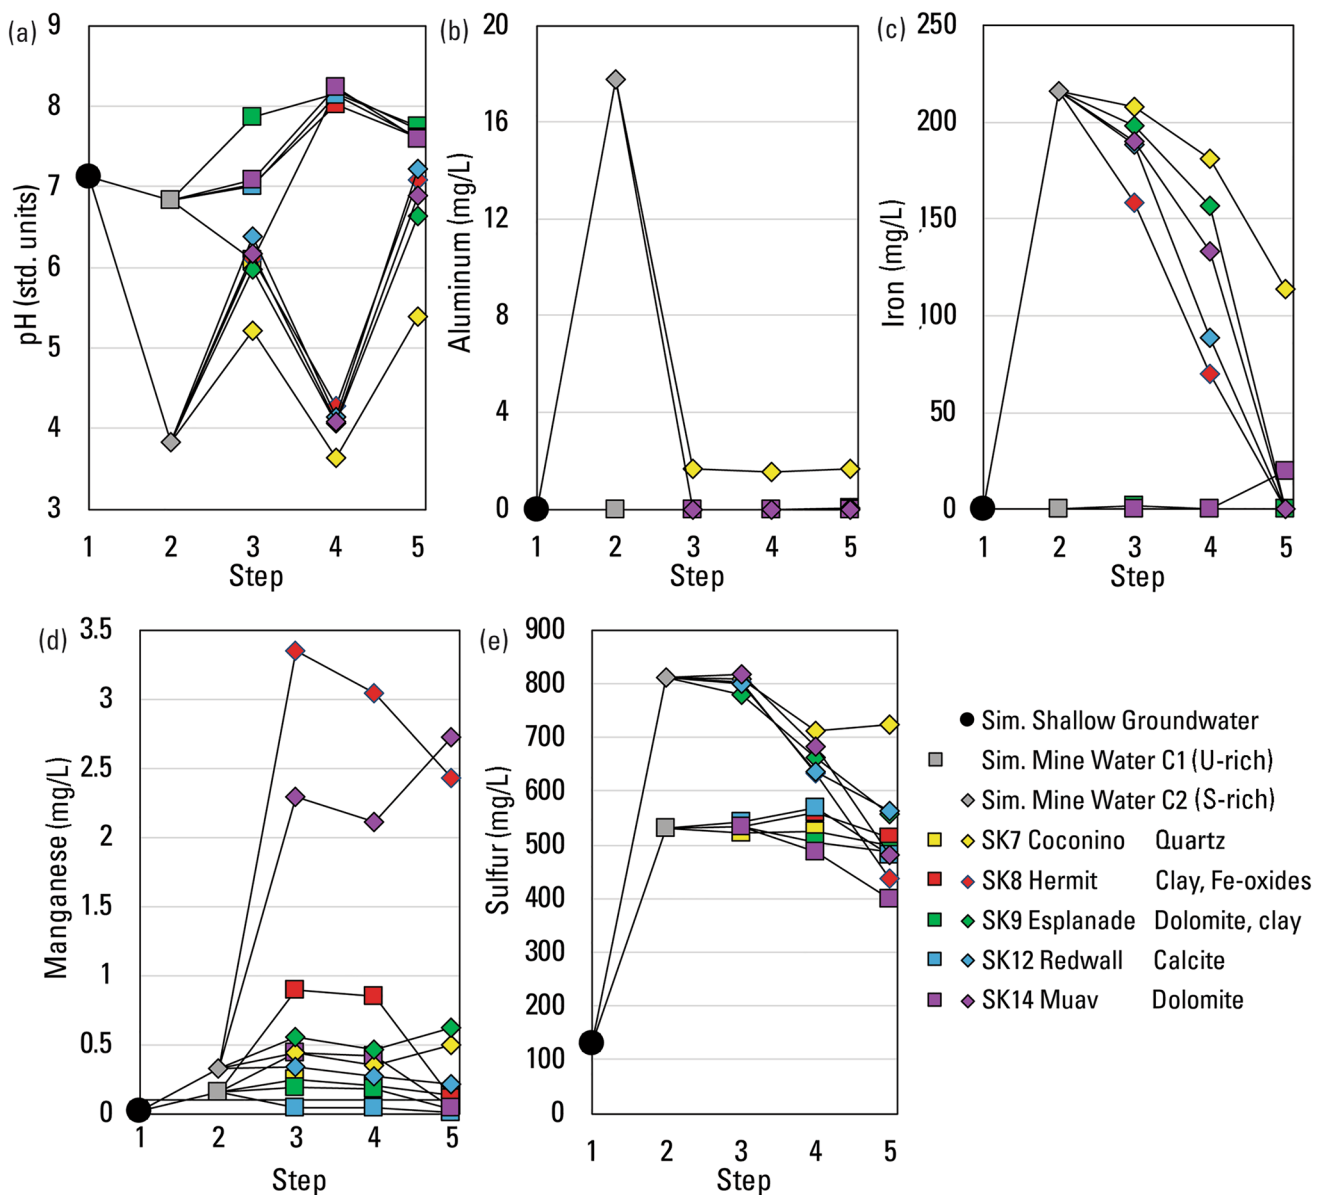 (a)
9
8
7
6
5
4
3
pH (std. units)
1 2 3 4 5
Step
(b)
20
16
12
8
4
0
Aluminum (mg/L)
1 2 3 4 5
Step
(c)
250
200
150
100
50
0
Iron (mg/L)
1 2 3 4 5
Step
(d)
3.5
3
2.5
2
1.5
1
0.5
0
Manganese (mg/L)
1 2 3 4 5
Step
(e)
900
800
700
600
500
400
300
200
100
0
Sulfur (mg/L)
1 2 3 4 5
Step
Sim. Shallow Groundwater
Sim. Mine Water C1 (U-rich)
Sim. Mine Water C2 (S-rich)
SK7 Coconino Quartz
SK8 Hermit Clay, Fe-oxides
SK9 Esplanade Dolomite, clay
SK12 Redwall Calcite
SK14 Muav Dolomite